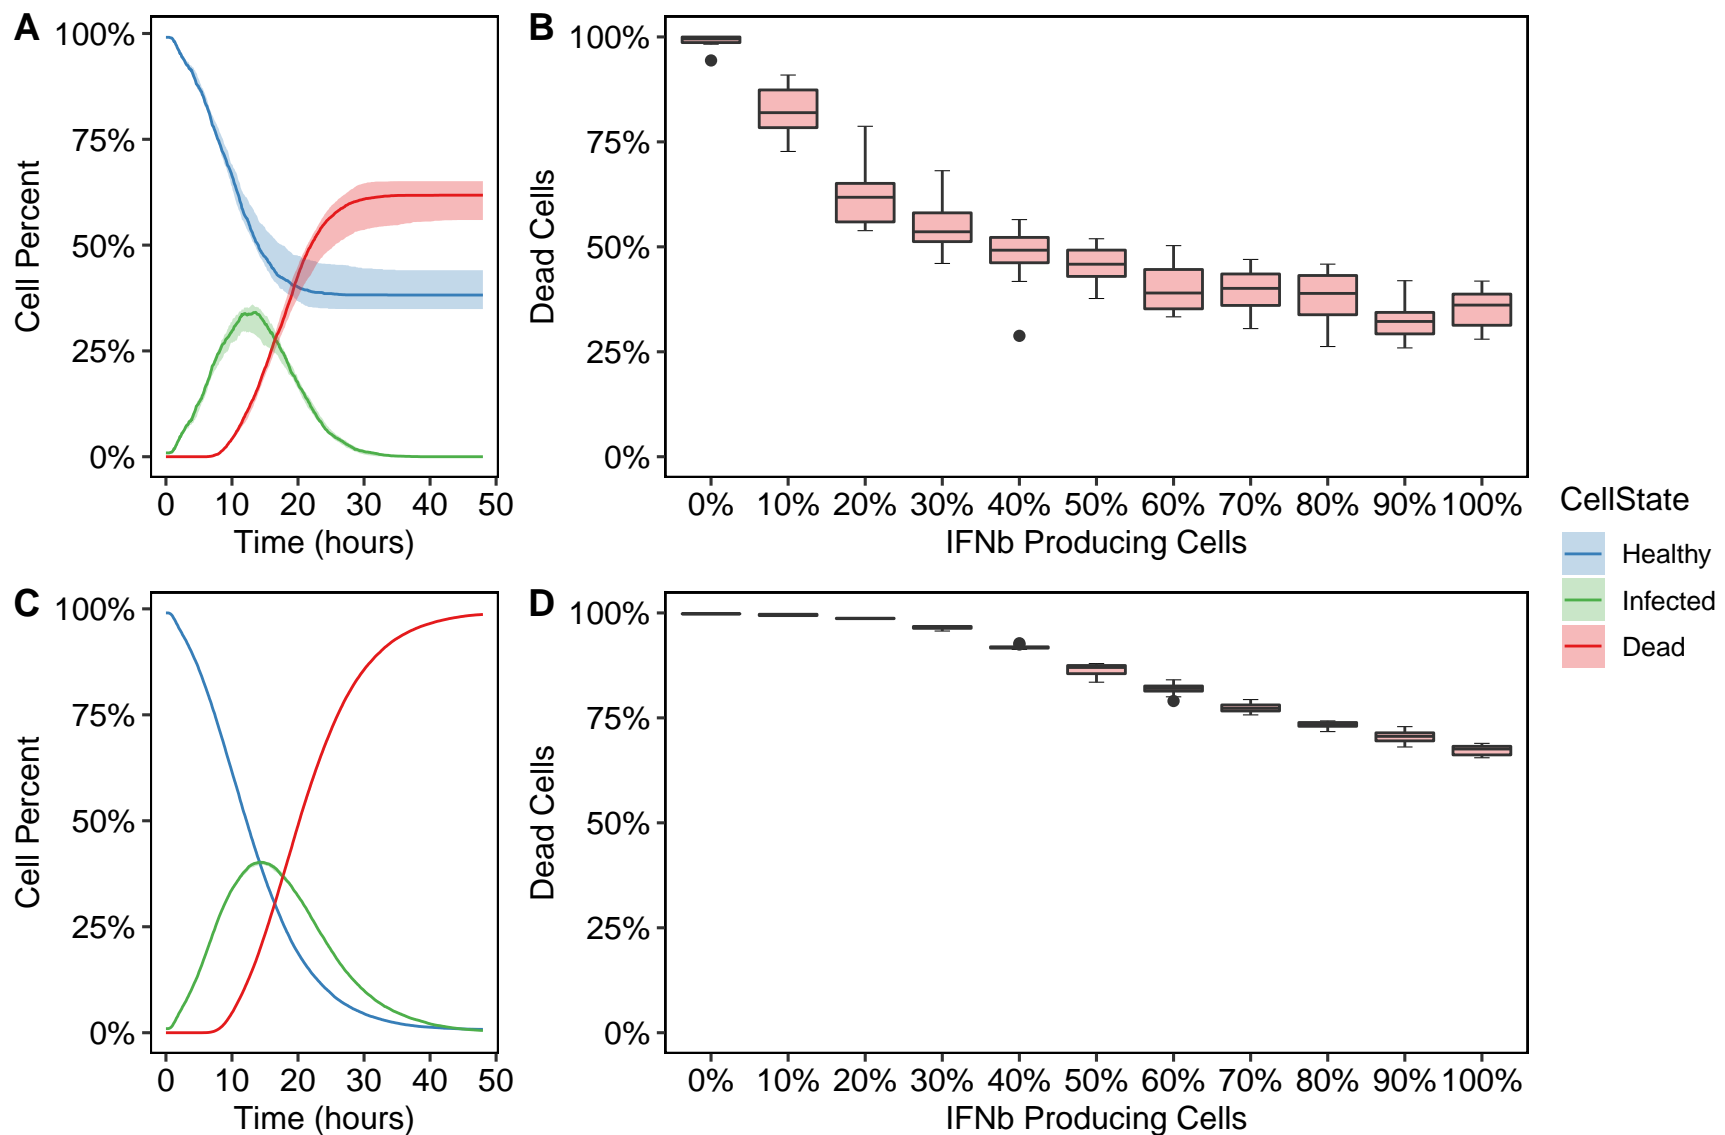 A
100%
75%
50%
25%
0%
Cell Percent
0 10 20 30 40 50
Time (hours)
B
100%
75%
50%
25%
0%
Dead Cells
0% 10% 20% 30% 40% 50% 60% 70% 80% 90% 100%
IFNb Producing Cells
C
100%
75%
50%
25%
0%
Cell Percent
0 10 20 30 40 50
Time (hours)
D
100%
75%
50%
25%
0%
Dead Cells
0% 10% 20% 30% 40% 50% 60% 70% 80% 90% 100%
IFNb Producing Cells
CellState
Healthy
Infected
Dead